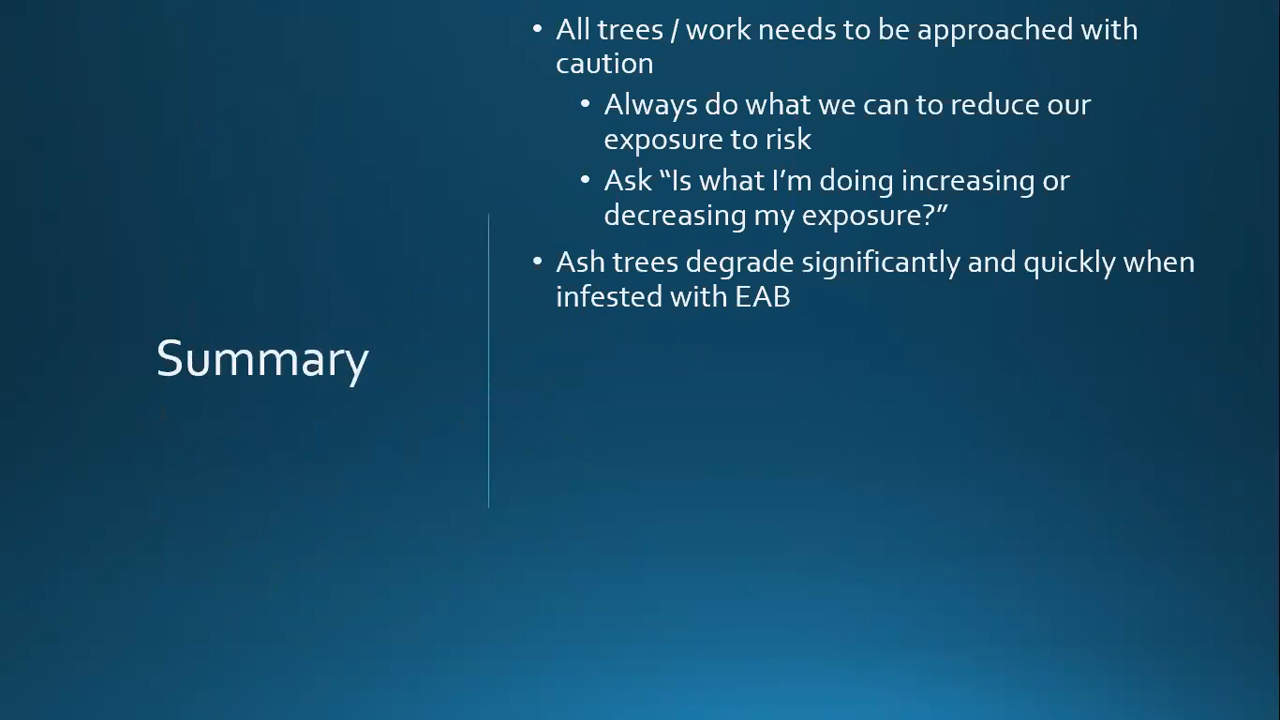 Summary
• All trees / work needs to be approached with
caution
• Always do what we can to reduce our
exposure to risk
• Ask “Is what I’m doing increasing or
decreasing my exposure?”
• Ash trees degrade significantly and quickly when
infested with EAB